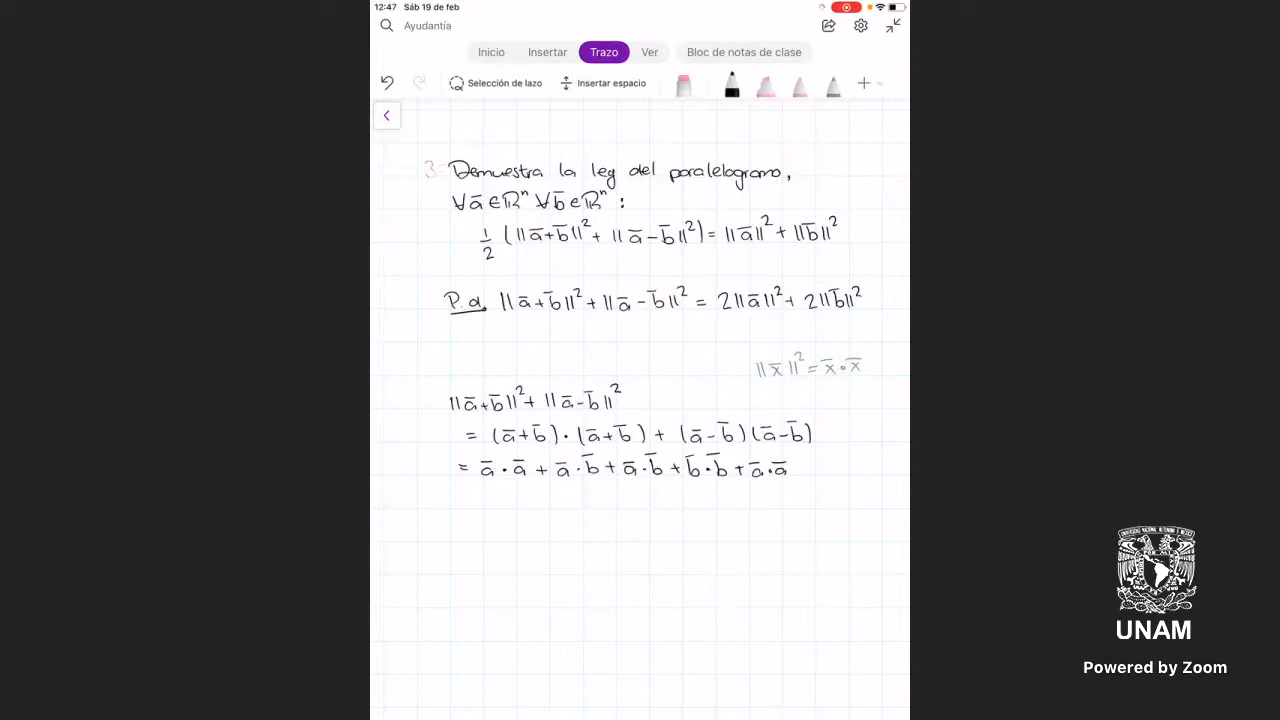 12:47 Sáb 19 de feb
Ayudantía
Inicio Insertar Trazo Ver Bloc de notas de clase
Selección de lazo Insertar espacio
3.- Demuestra la ley del paralelogramo,
∀a̅∈ℝⁿ ∀b̅∈ℝⁿ :
1/2 (||a̅+b̅||² + ||a̅-b̅||²) = ||a̅||² + ||b̅||²
P.d. ||a̅+b̅||² + ||a̅-b̅||² = 2||a̅||² + 2||b̅||²
||x̅||² = x̅·x̅
||a̅+b̅||² + ||a̅-b̅||²
= (a̅+b̅)·(a̅+b̅) + (a̅-b̅)(a̅-b̅)
= a̅·a̅ + a̅·b̅ + a̅·b̅ + b̅·b̅ + a̅·a̅
UNAM
Powered by Zoom